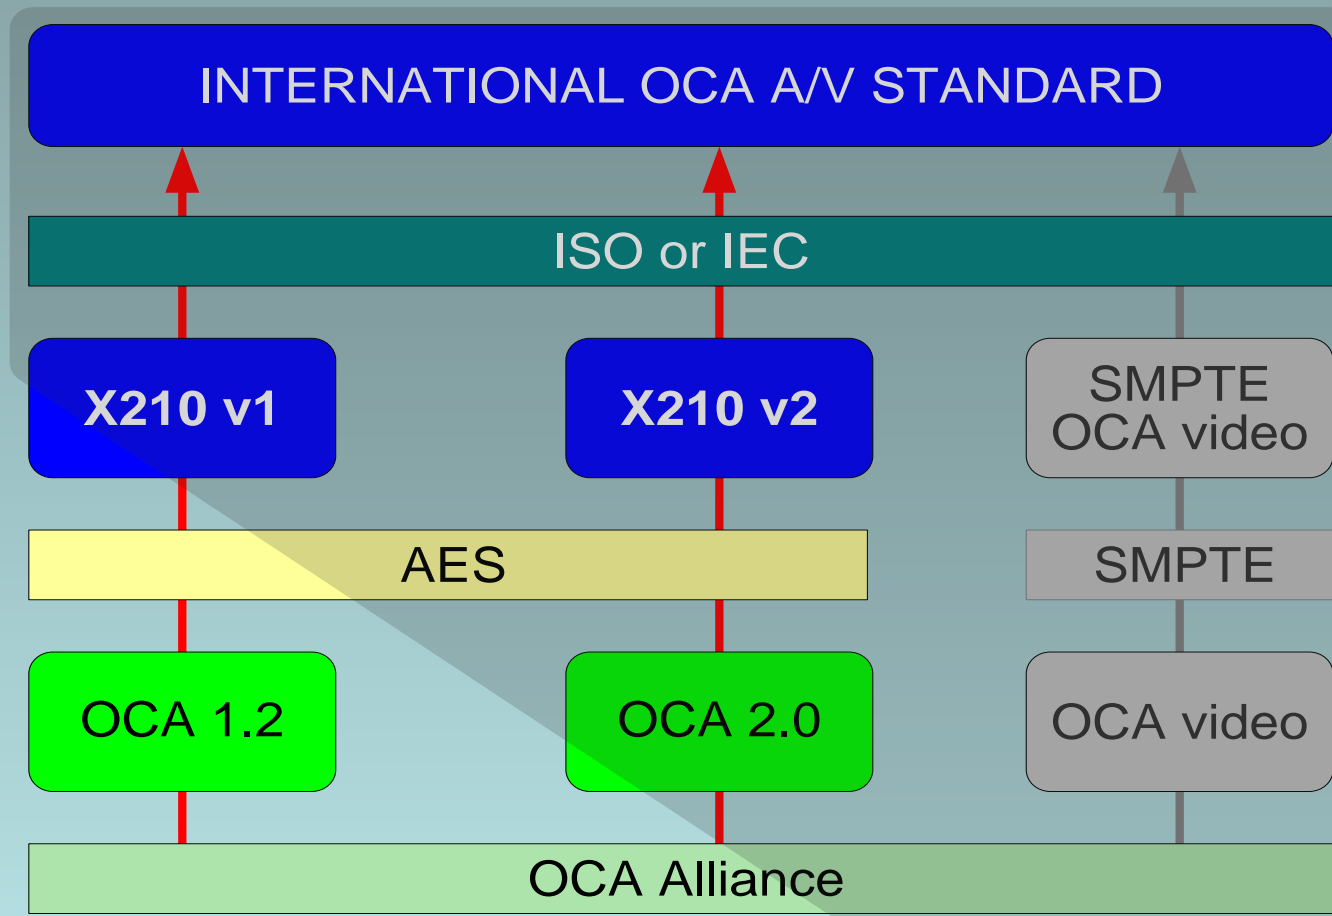 INTERNATIONAL OCA A/V STANDARD
ISO or IEC
X210 v1
X210 v2
SMPTE
OCA video
AES
SMPTE
OCA 1.2
OCA 2.0
OCA video
OCA Alliance